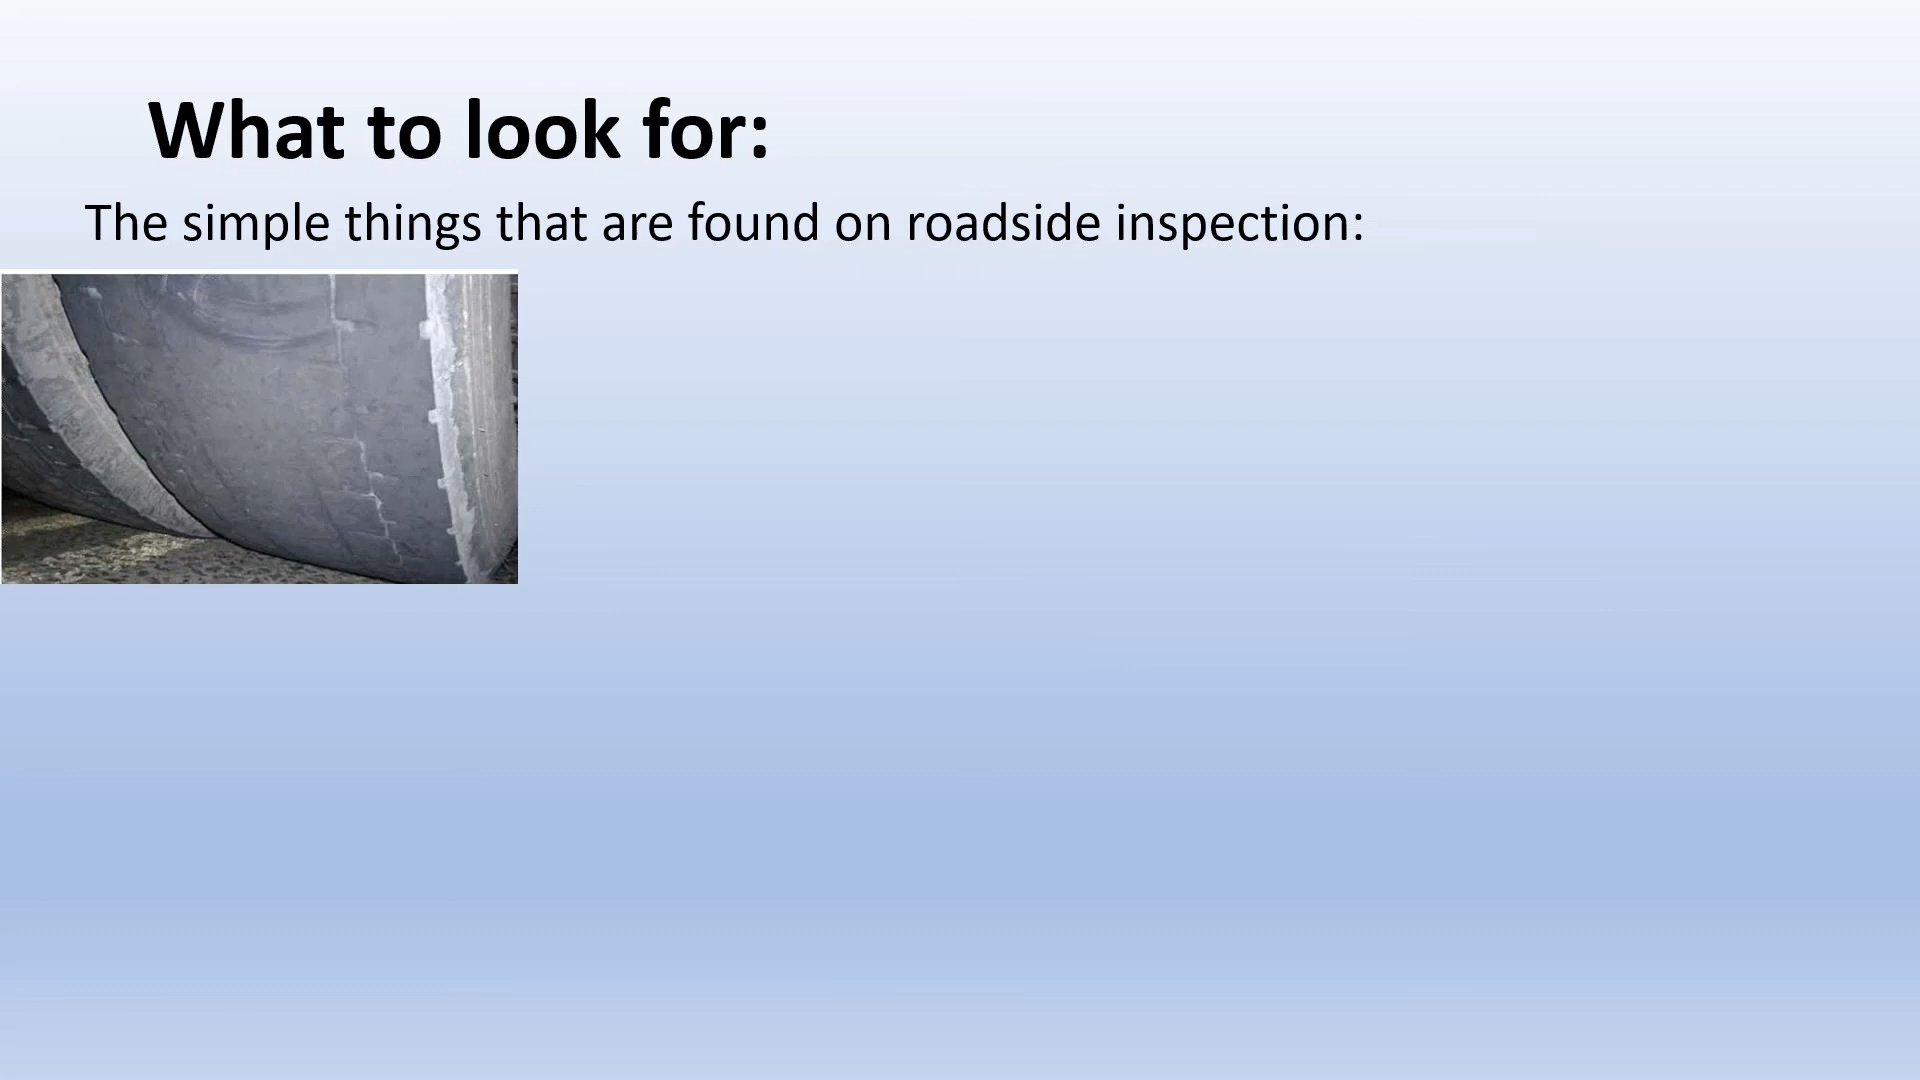 What to look for:
The simple things that are found on roadside inspection: